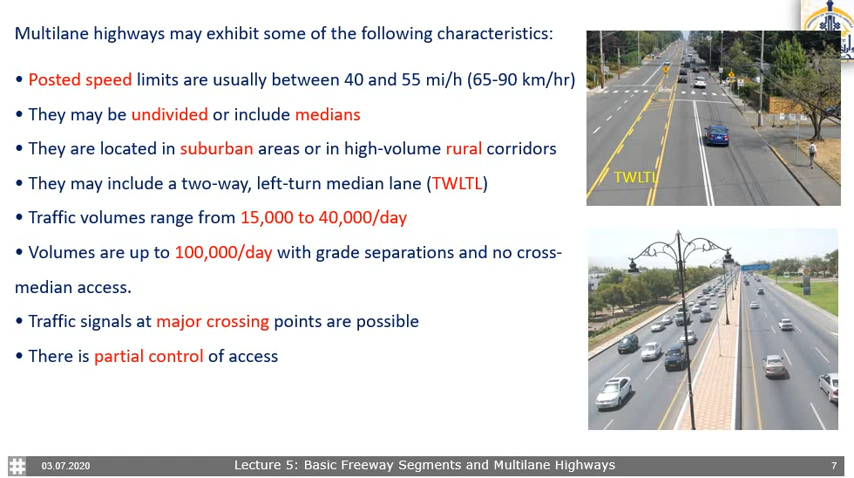 Multilane highways may exhibit some of the following characteristics:
• Posted speed limits are usually between 40 and 55 mi/h (65-90 km/hr)
• They may be undivided or include medians
• They are located in suburban areas or in high-volume rural corridors
• They may include a two-way, left-turn median lane (TWLTL)
• Traffic volumes range from 15,000 to 40,000/day
• Volumes are up to 100,000/day with grade separations and no cross-
median access.
• Traffic signals at major crossing points are possible
• There is partial control of access
TWLTL
03.07.2020
Lecture 5: Basic Freeway Segments and Multilane Highways
7